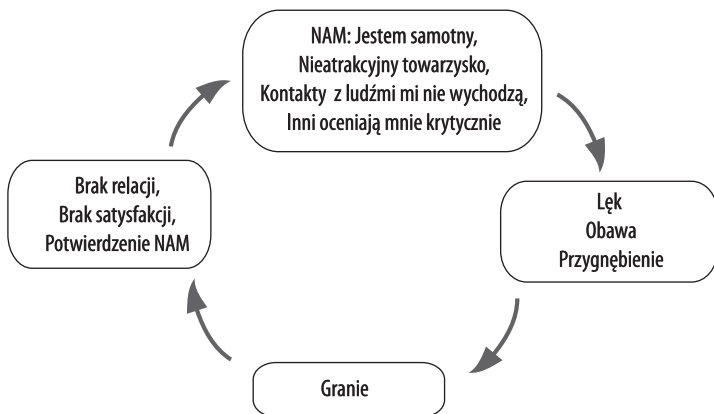 NAM: Jestem samotny,
Nieatrakcyjny towarzysko,
Kontakty z ludźmi mi nie wychodzą,
Inni oceniają mnie krytycznie
Lęk
Obawa
Przygnębienie
Granie
Brak relacji,
Brak satysfakcji,
Potwierdzenie NAM